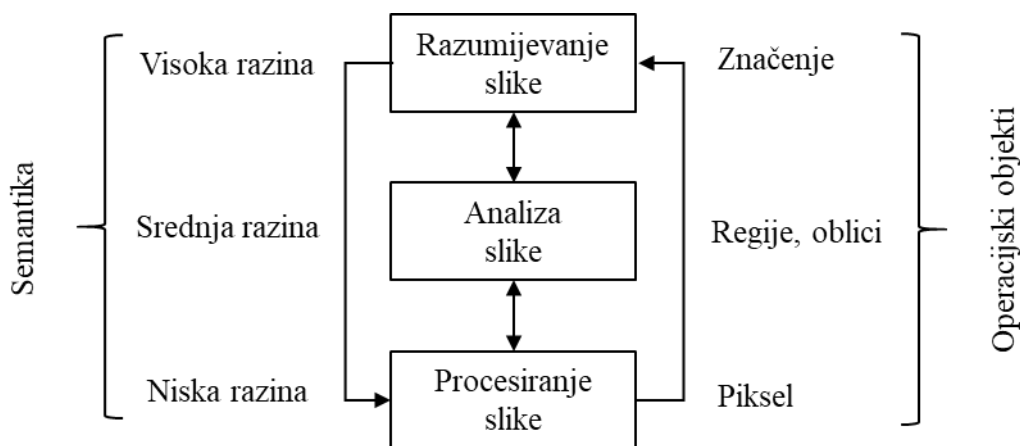 Semantika
Visoka razina
Srednja razina
Niska razina
Razumijevanje
slike
Analiza
slike
Procesiranje
slike
Značenje
Regije, oblici
Piksel
Operacijski objekti